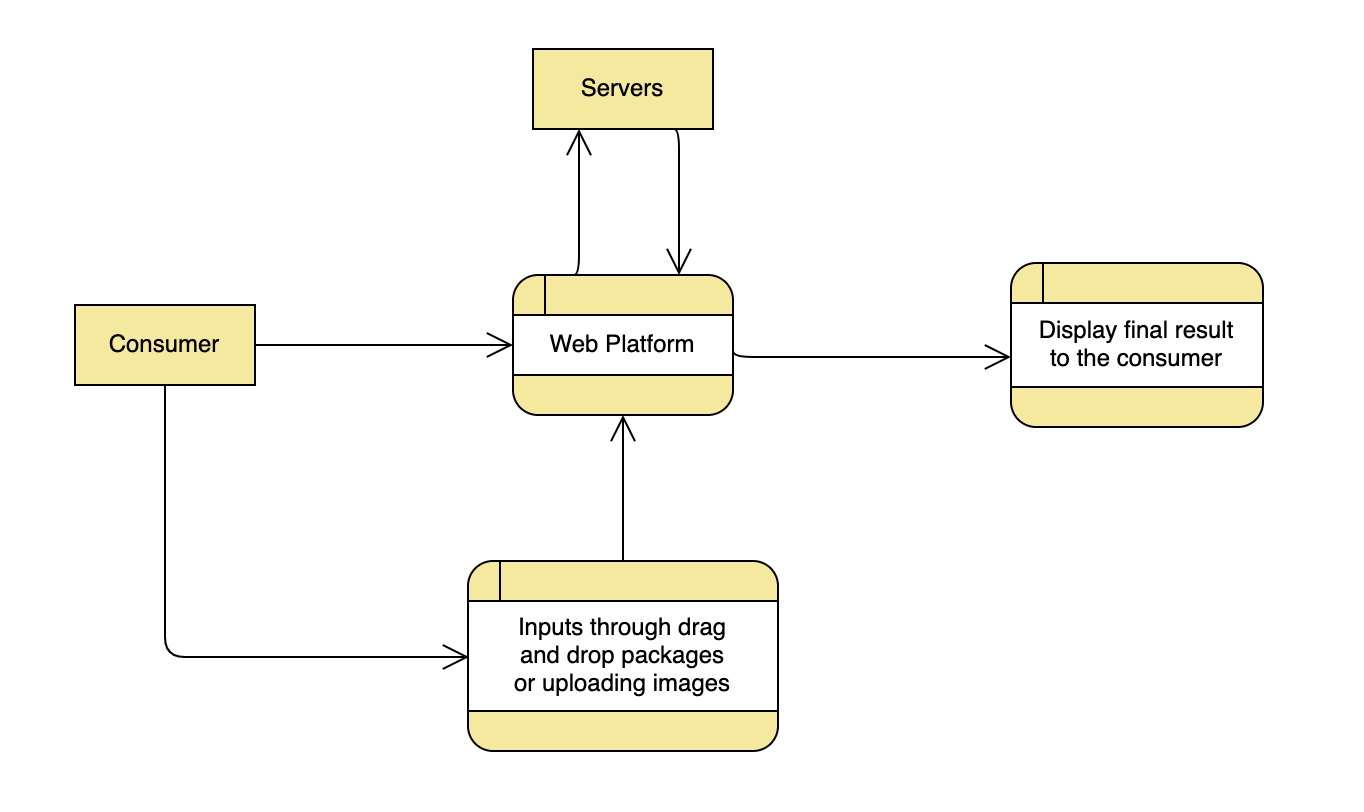 Servers
Consumer
Web Platform
Display final result
to the consumer
Inputs through drag
and drop packages
or uploading images